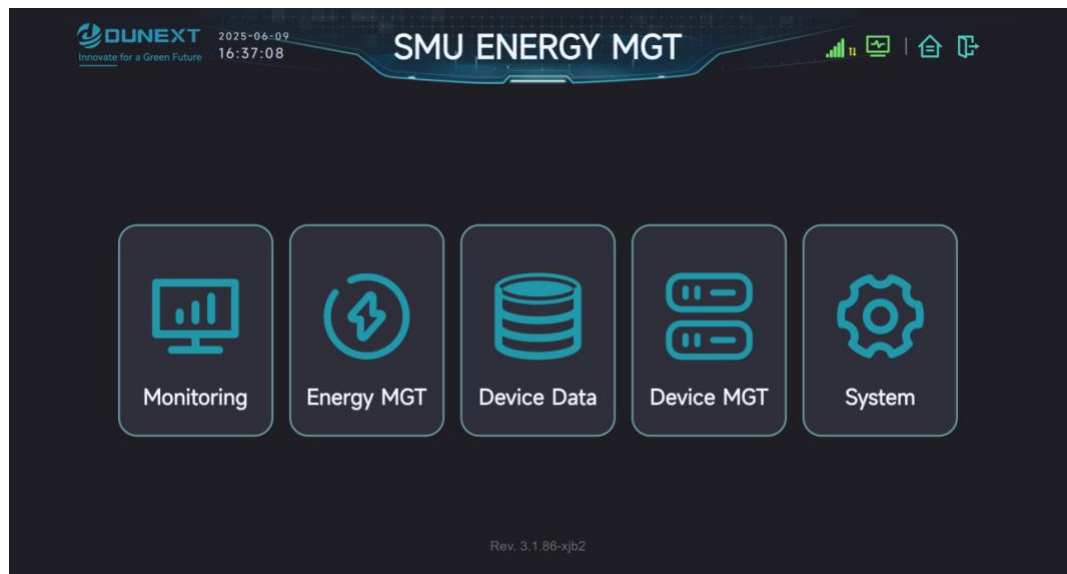 DUNEXT
Innovate for a Green Future
2025-06-09
16:37:08
SMU ENERGY MGT
Monitoring
Energy MGT
Device Data
Device MGT
System
Rev. 3.1.86-xjb2